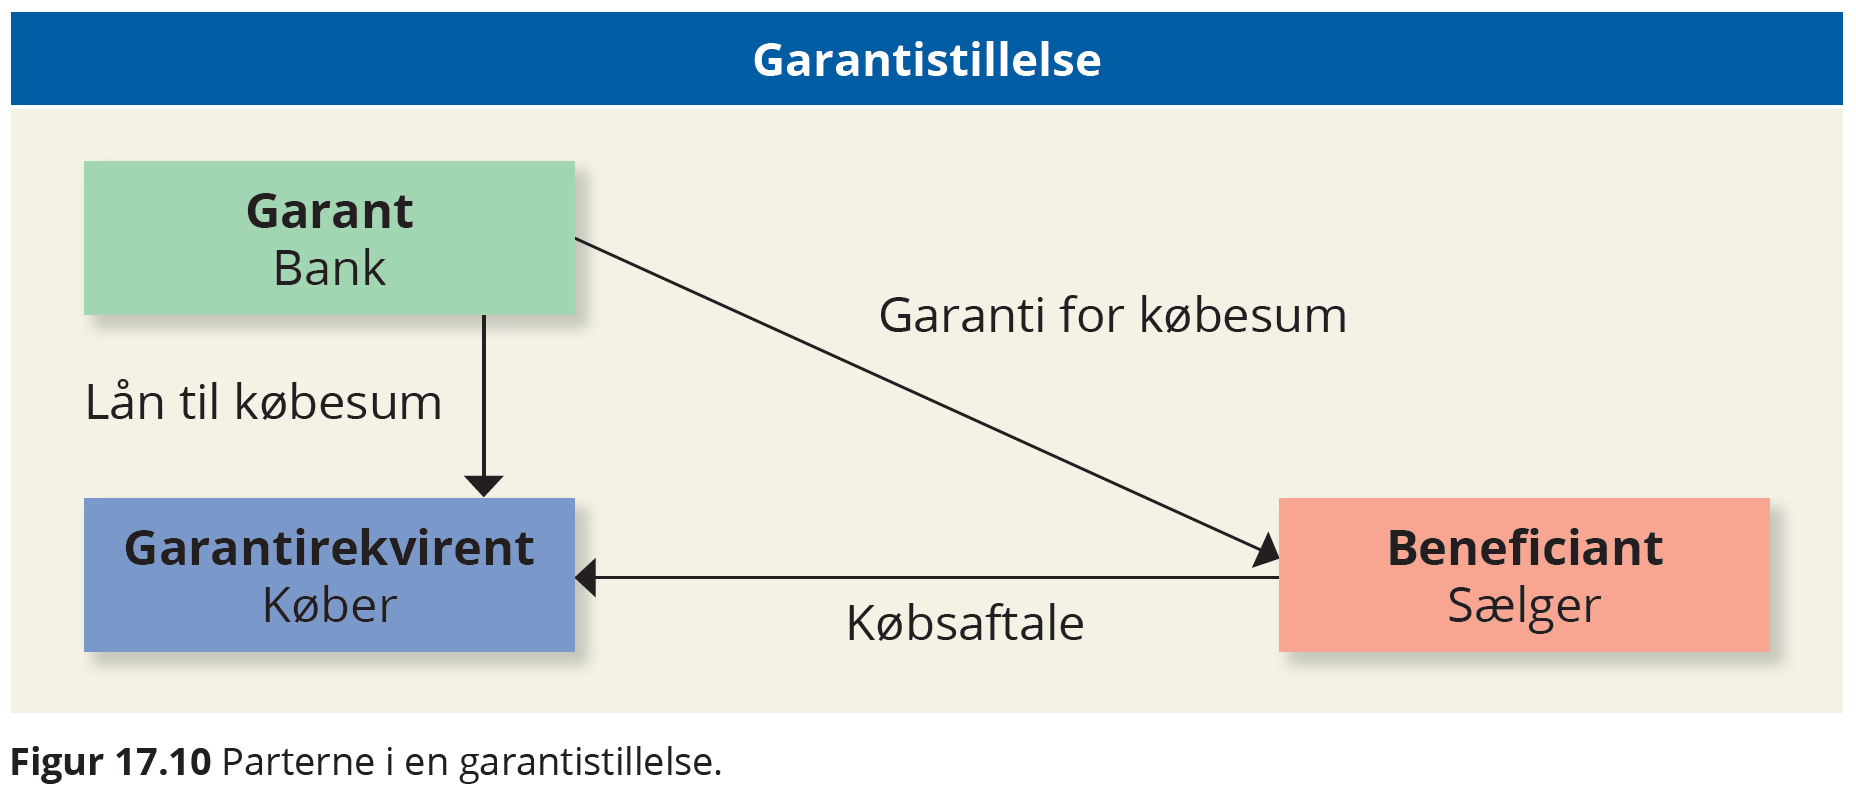 Garantistillelse
Garant
Bank
Garanti for købesum
Lån til købesum
Garantirekvirent
Køber
Beneficiant
Sælger
Købsaftale
Figur 17.10 Parterne i en garantistillelse.